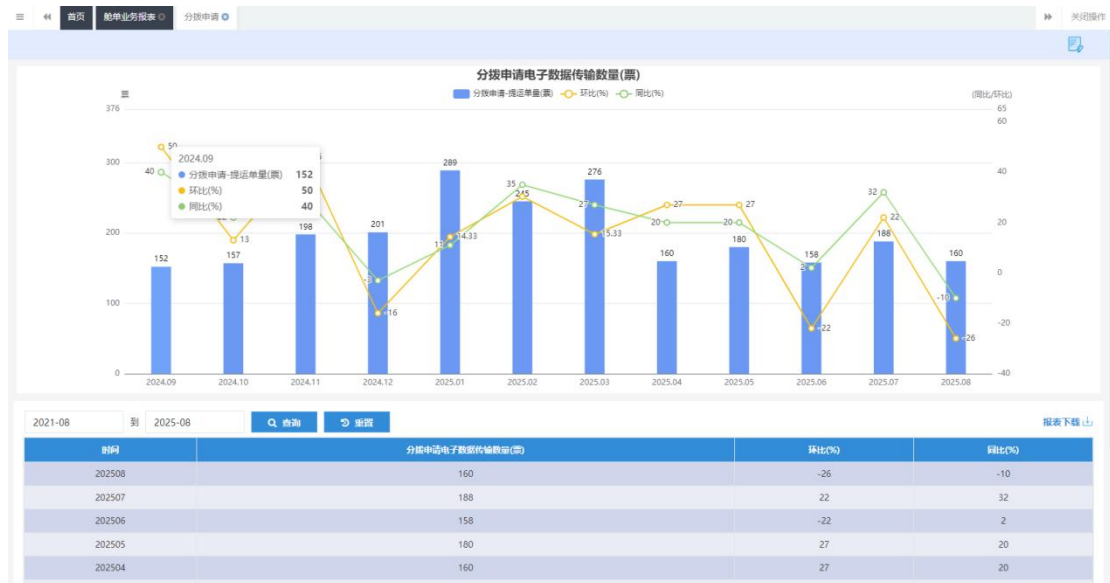 首页 舱单业务报表 分拨申请 关闭操作
分拨申请电子数据传输数量(票)
分拨申请-提运单量(票) 环比(%) 同比(%)
票 (同比/环比)
376 65
60
50
300 289 276 40
40 35 32
2024.09
分拨申请-提运单量(票) 152
环比(%) 50
同比(%) 40
245 27 27 27 22
200 198 201 20 20 188 20
13 14.33 15.33
152 157 11 160 180 158 160
2 0
-3 -10
100 -16 -22 -26 -20
0 -40
2024.09 2024.10 2024.11 2024.12 2025.01 2025.02 2025.03 2025.04 2025.05 2025.06 2025.07 2025.08
2021-08 到 2025-08 查询 重置 报表下载
时间 分拨申请电子数据传输数量(票) 环比(%) 同比(%)
202508 160 -26 -10
202507 188 22 32
202506 158 -22 2
202505 180 27 20
202504 160 27 20